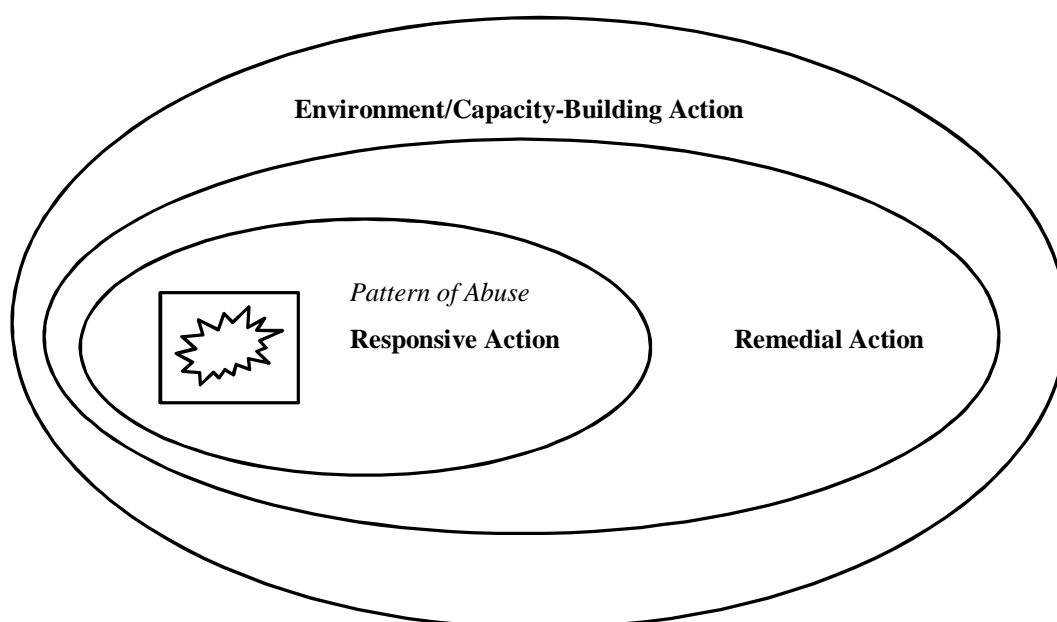 Environment/Capacity-Building Action
Pattern of Abuse
Responsive Action
Remedial Action